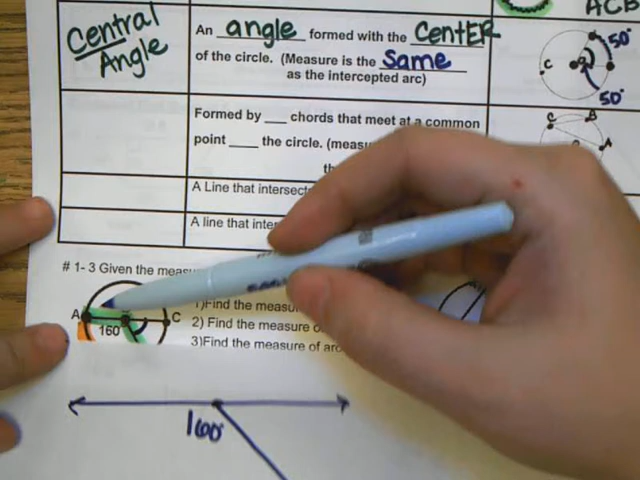 ACB
Central
Angle
An angle formed with the CentER
of the circle. (Measure is the Same
as the intercepted arc)
50°
C
50°
Formed by ___ chords that meet at a common
point ____ the circle.
C B
A
A Line that intersect
A line that inte
# 1- 3 Given the meas
A C
160
1)Find the measu
2) Find the measure o
3)Find the measure of arc
160°